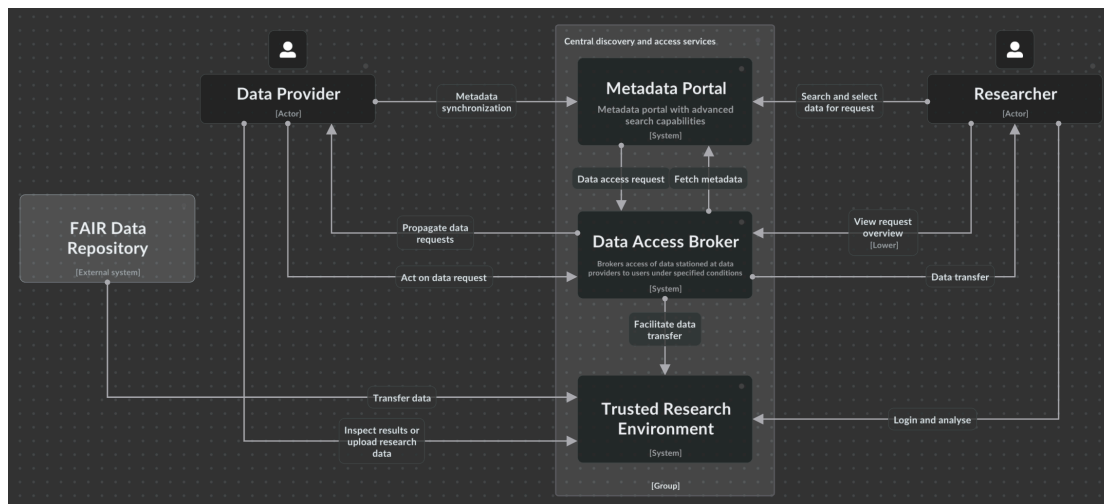 Central discovery and access services
Data Provider
[Actor]
Metadata
synchronization
Metadata Portal
Metadata portal with advanced
search capabilities
[System]
Search and select
data for request
Researcher
[Actor]
Data access request
Fetch metadata
FAIR Data
Repository
[External system]
Propagate data
requests
Act on data request
Data Access Broker
Brokers access of data stationed at data
providers to users under specified conditions
[System]
View request
overview
[Lower]
Data transfer
Facilitate data
transfer
Transfer data
Inspect results or
upload research
data
Trusted Research
Environment
[System]
Login and analyse
[Group]